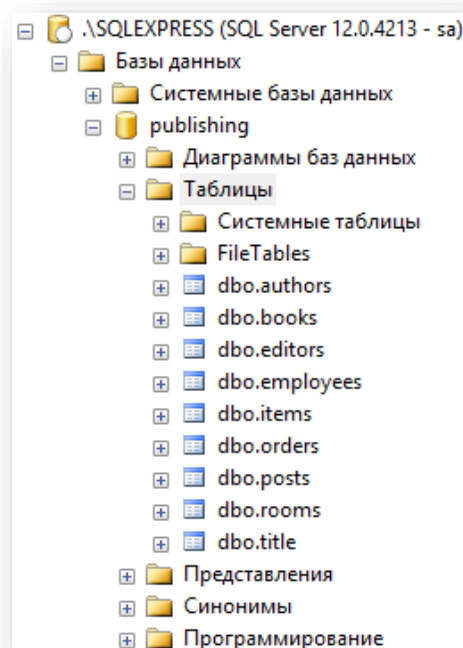 .\SQLEXPRESS (SQL Server 12.0.4213 - sa)
Базы данных
Системные базы данных
publishing
Диаграммы баз данных
Таблицы
Системные таблицы
FileTables
dbo.authors
dbo.books
dbo.editors
dbo.employees
dbo.items
dbo.orders
dbo.posts
dbo.rooms
dbo.title
Представления
Синонимы
Программирование